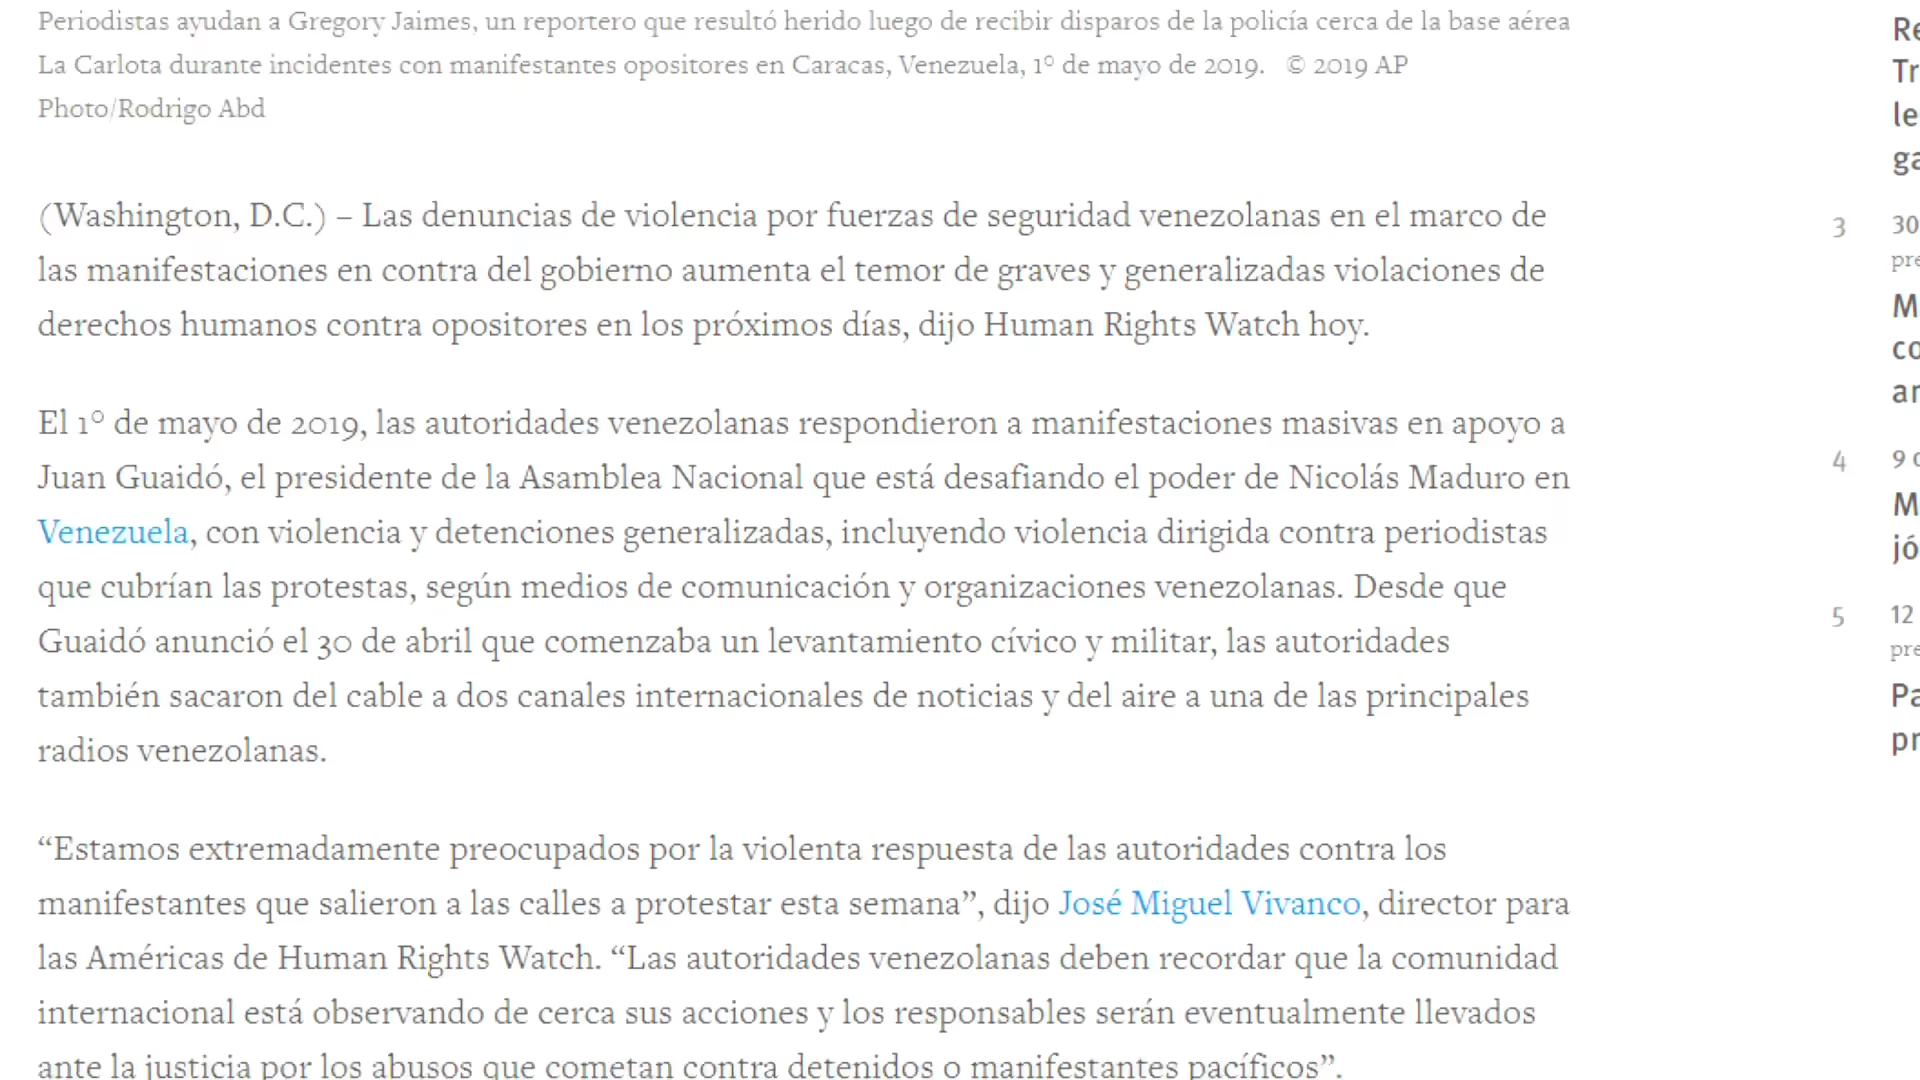 Periodistas ayudan a Gregory Jaimes, un reportero que resultó herido luego de recibir disparos de la policía cerca de la base aérea
La Carlota durante incidentes con manifestantes opositores en Caracas, Venezuela, 1º de mayo de 2019. © 2019 AP
Photo/Rodrigo Abd
(Washington, D.C.) – Las denuncias de violencia por fuerzas de seguridad venezolanas en el marco de
las manifestaciones en contra del gobierno aumenta el temor de graves y generalizadas violaciones de
derechos humanos contra opositores en los próximos días, dijo Human Rights Watch hoy.
El 1º de mayo de 2019, las autoridades venezolanas respondieron a manifestaciones masivas en apoyo a
Juan Guaidó, el presidente de la Asamblea Nacional que está desafiando el poder de Nicolás Maduro en
Venezuela, con violencia y detenciones generalizadas, incluyendo violencia dirigida contra periodistas
que cubrían las protestas, según medios de comunicación y organizaciones venezolanas. Desde que
Guaidó anunció el 30 de abril que comenzaba un levantamiento cívico y militar, las autoridades
también sacaron del cable a dos canales internacionales de noticias y del aire a una de las principales
radios venezolanas.
“Estamos extremadamente preocupados por la violenta respuesta de las autoridades contra los
manifestantes que salieron a las calles a protestar esta semana”, dijo José Miguel Vivanco, director para
las Américas de Human Rights Watch. “Las autoridades venezolanas deben recordar que la comunidad
internacional está observando de cerca sus acciones y los responsables serán eventualmente llevados
ante la justicia por los abusos que cometan contra detenidos o manifestantes pacíficos”.
3
30
4
9
5
12